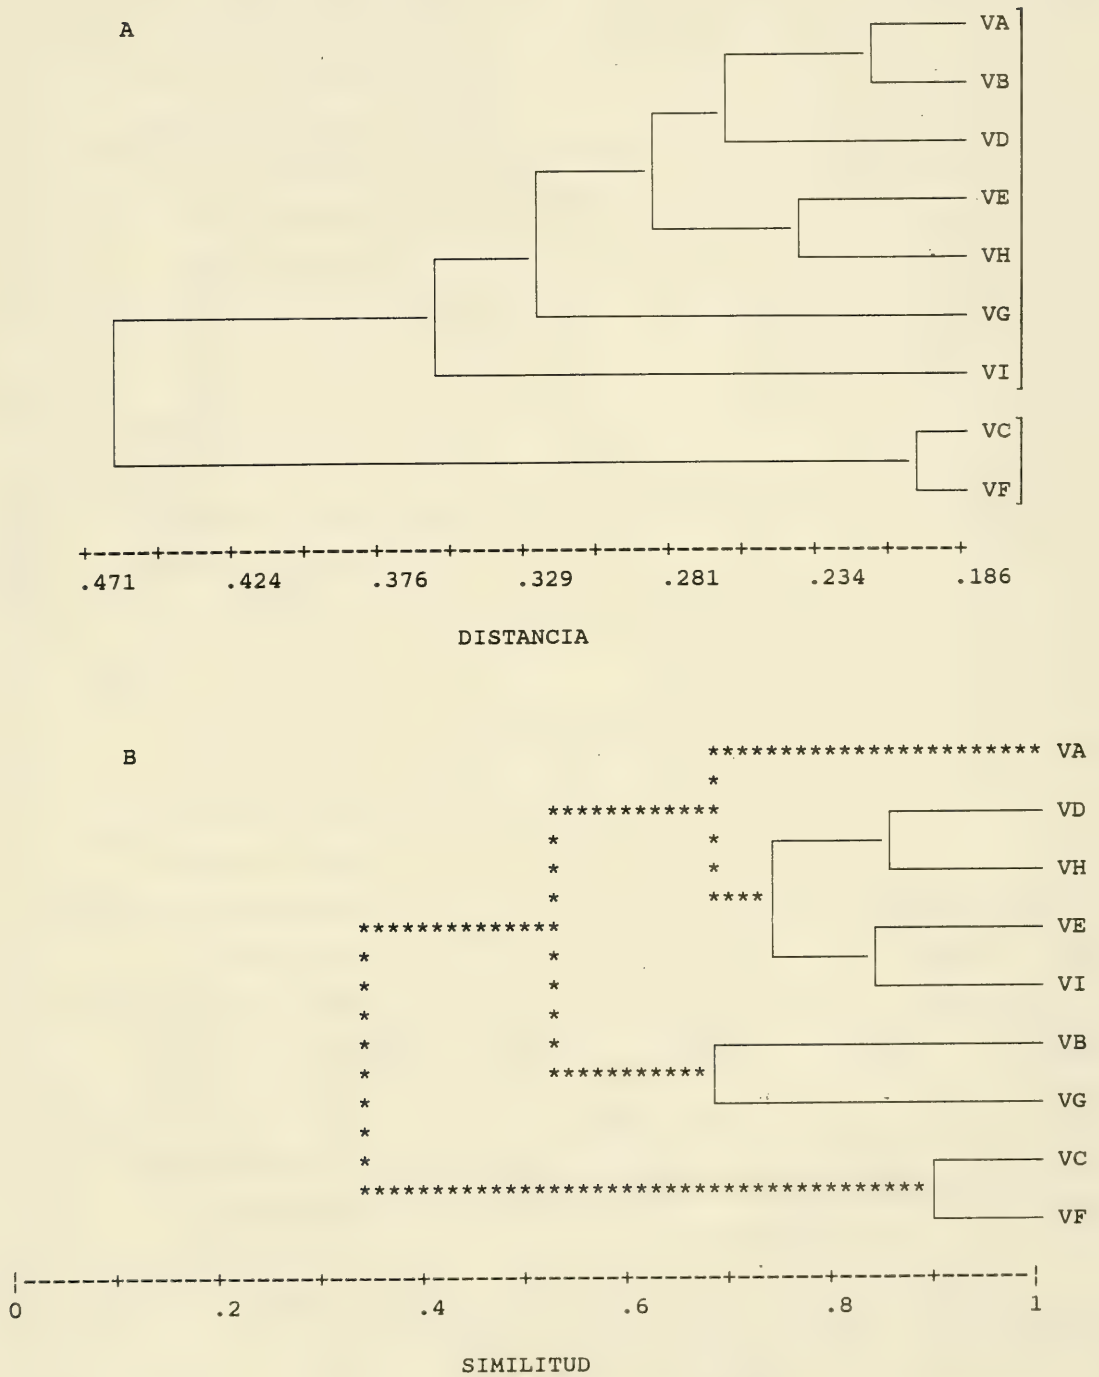 A
VA
VB
VD
VE
VH
VG
VI
VC
VF
.471 .424 .376 .329 .281 .234 .186
DISTANCIA
B
VA
VD
VH
VE
VI
VB
VG
VC
VF
0 .2 .4 .6 .8 1
SIMILITUD